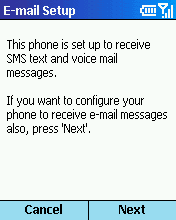 E-mail Setup
This phone is set up to receive
SMS text and voice mail
messages.
If you want to configure your
phone to receive e-mail messages
also, press 'Next'.
Cancel
Next